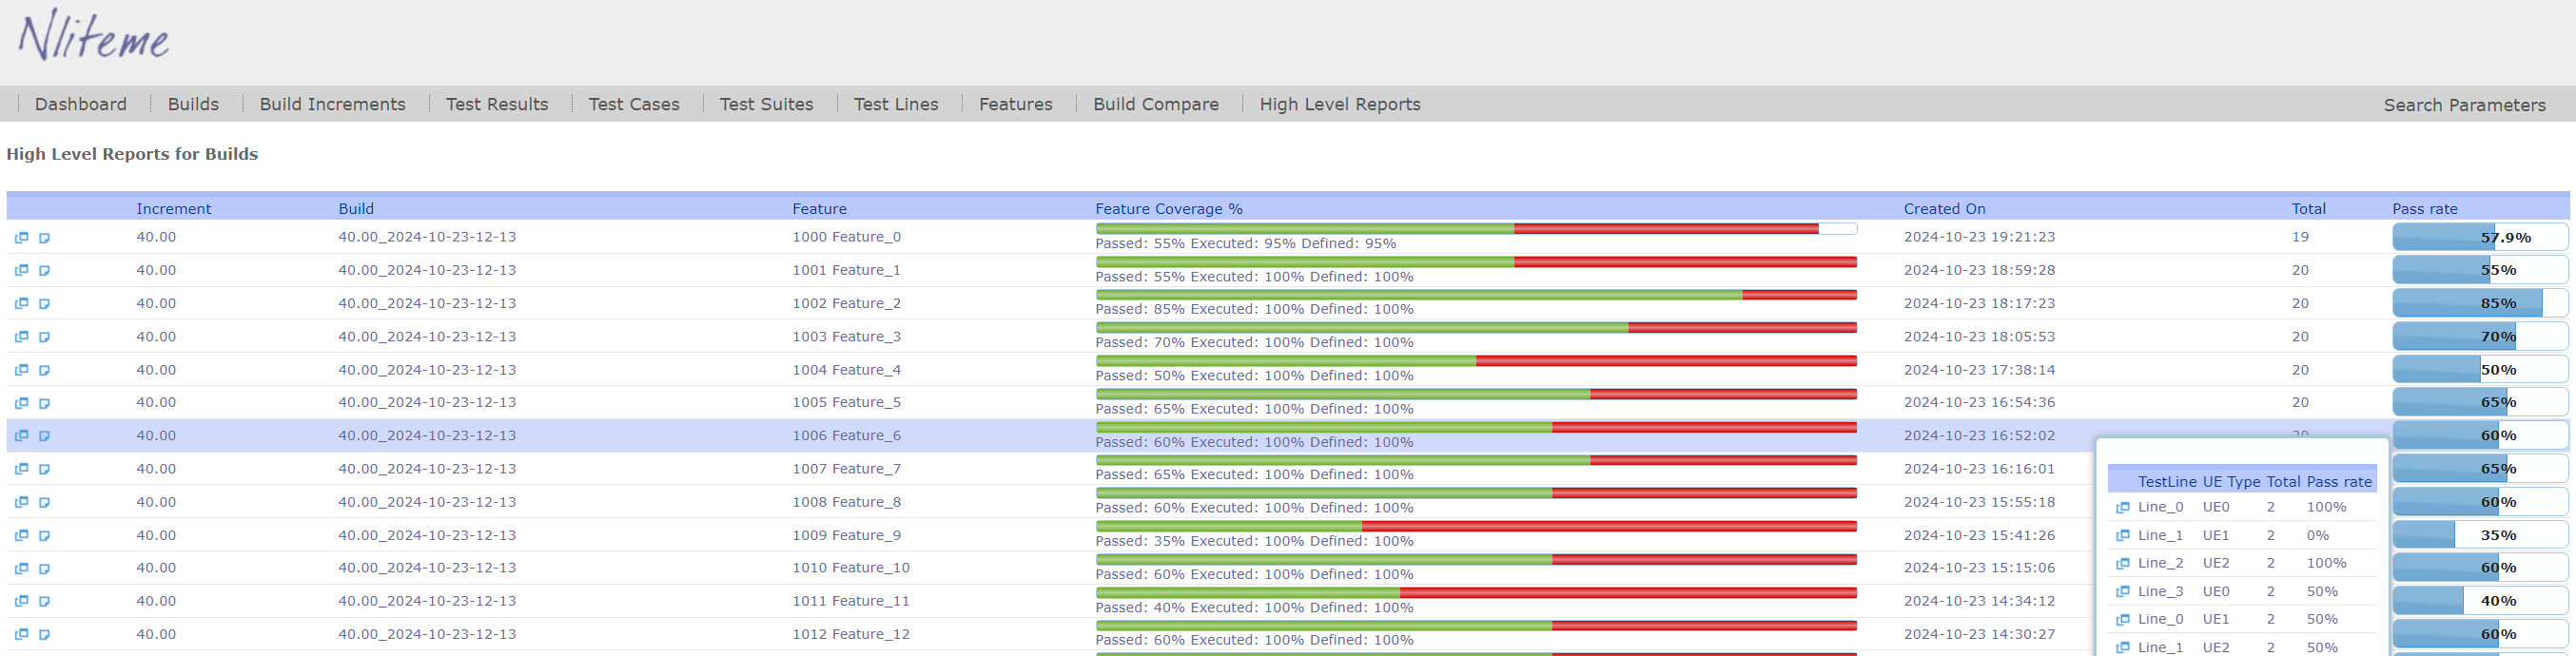 Nliteme
Dashboard Builds Build Increments Test Results Test Cases Test Suites Test Lines Features Build Compare High Level Reports Search Parameters
High Level Reports for Builds
Increment Build Feature Feature Coverage % Created On Total Pass rate
40.00 40.00_2024-10-23-12-13 1000 Feature_0 Passed: 55% Executed: 95% Defined: 95% 2024-10-23 19:21:23 19 57.9%
40.00 40.00_2024-10-23-12-13 1001 Feature_1 Passed: 55% Executed: 100% Defined: 100% 2024-10-23 18:59:28 20 55%
40.00 40.00_2024-10-23-12-13 1002 Feature_2 Passed: 85% Executed: 100% Defined: 100% 2024-10-23 18:17:23 20 85%
40.00 40.00_2024-10-23-12-13 1003 Feature_3 Passed: 70% Executed: 100% Defined: 100% 2024-10-23 18:05:53 20 70%
40.00 40.00_2024-10-23-12-13 1004 Feature_4 Passed: 50% Executed: 100% Defined: 100% 2024-10-23 17:38:14 20 50%
40.00 40.00_2024-10-23-12-13 1005 Feature_5 Passed: 65% Executed: 100% Defined: 100% 2024-10-23 16:54:36 20 65%
40.00 40.00_2024-10-23-12-13 1006 Feature_6 Passed: 60% Executed: 100% Defined: 100% 2024-10-23 16:52:02 60%
40.00 40.00_2024-10-23-12-13 1007 Feature_7 Passed: 65% Executed: 100% Defined: 100% 2024-10-23 16:16:01 65%
40.00 40.00_2024-10-23-12-13 1008 Feature_8 Passed: 60% Executed: 100% Defined: 100% 2024-10-23 15:55:18 60%
40.00 40.00_2024-10-23-12-13 1009 Feature_9 Passed: 35% Executed: 100% Defined: 100% 2024-10-23 15:41:26 35%
40.00 40.00_2024-10-23-12-13 1010 Feature_10 Passed: 60% Executed: 100% Defined: 100% 2024-10-23 15:15:06 60%
40.00 40.00_2024-10-23-12-13 1011 Feature_11 Passed: 40% Executed: 100% Defined: 100% 2024-10-23 14:34:12 40%
40.00 40.00_2024-10-23-12-13 1012 Feature_12 Passed: 60% Executed: 100% Defined: 100% 2024-10-23 14:30:27 60%
TestLine UE Type Total Pass rate
Line_0 UE0 2 100%
Line_1 UE1 2 0%
Line_2 UE2 2 100%
Line_3 UE0 2 50%
Line_0 UE1 2 50%
Line_1 UE2 2 50%